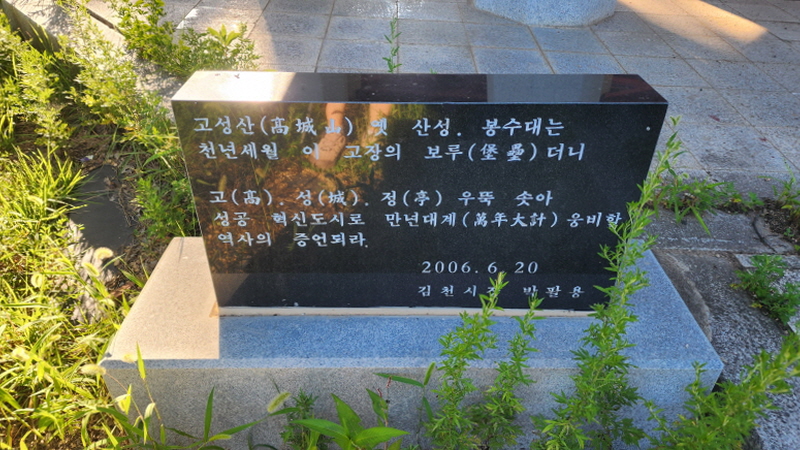 고성산(高城山) 옛 산성. 봉수대는
천년세월 이 고장의 보루(堡壘)더니
고(高). 성(城). 정(亭) 우뚝 솟아
성공 혁신도시로 만년대계(萬年大計) 웅비할
역사의 증언되라.
2006. 6. 20
김천시장 박팔용